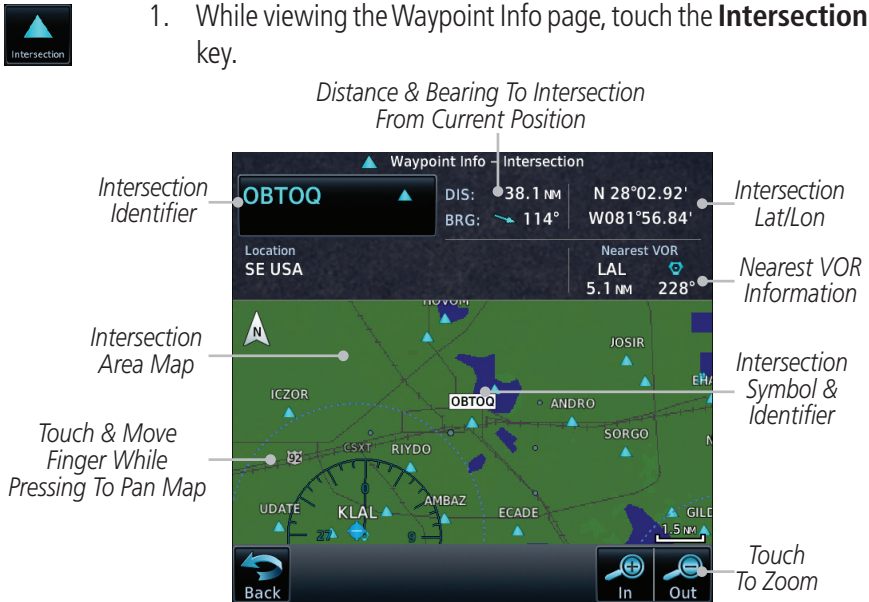 Intersection
1. While viewing the Waypoint Info page, touch the Intersection
key.
Distance & Bearing To Intersection
From Current Position
Intersection
Identifier
Waypoint Info – Intersection
OBTOQ
DIS: 38.1 NM
BRG: 114°
N 28°02.92'
W081°56.84'
Intersection
Lat/Lon
Location
SE USA
Nearest VOR
LAL
5.1 NM 228°
Nearest VOR
Information
HOVOM
N
Intersection
Area Map
JOSIR
Intersection
Symbol &
Identifier
EHA
ICZOR
OBTOQ
ANDRO
Touch & Move
Finger While
Pressing To Pan Map
SORGO
N
92
CSXT
RIYDO
0
UDATE
KLAL
AMBAZ
ECADE
GILD
27
9
1.5 NM
Back
In
Out
Touch
To Zoom